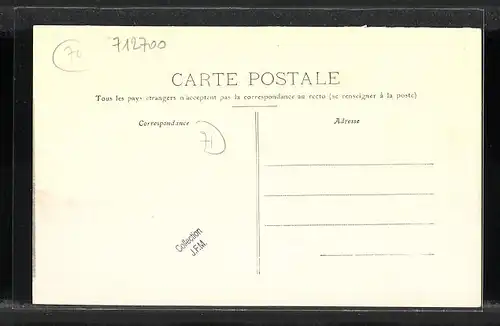 70
712700
CARTE POSTALE
Tous les pays étrangers n'acceptent pas la correspondance au recto (se renseigner à la poste)
Correspondance
Adresse
71
Collection
J.F.M.